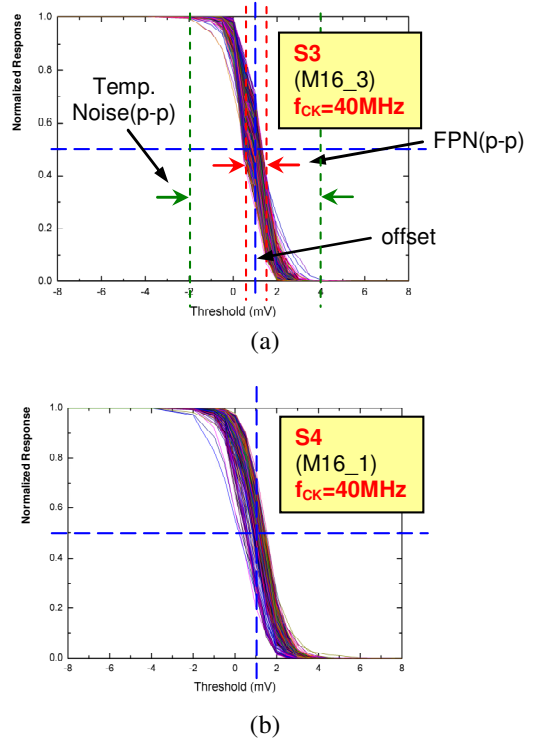 Normalized Response
1.0
0.8
0.6
0.4
0.2
0.0
-8
-6
-4
-2
0
2
4
6
8
Threshold (mV)
Temp.
Noise(p-p)
S3
(M16_3)
fCK=40MHz
FPN(p-p)
offset
(a)
Normalized Response
1.0
0.8
0.6
0.4
0.2
0.0
-8
-6
-4
-2
0
2
4
6
8
Threshold (mV)
S4
(M16_1)
fCK=40MHz
(b)